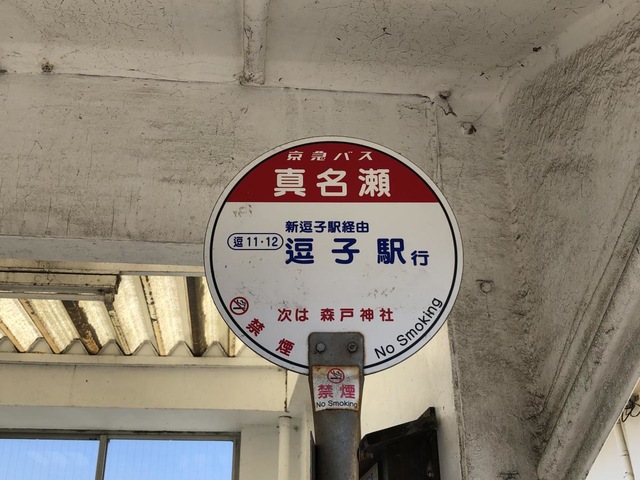 京急バス
真名瀬
新逗子駅経由
逗11・12 逗子駅行
次は 森戸神社
禁煙
No Smoking
禁煙
No Smoking